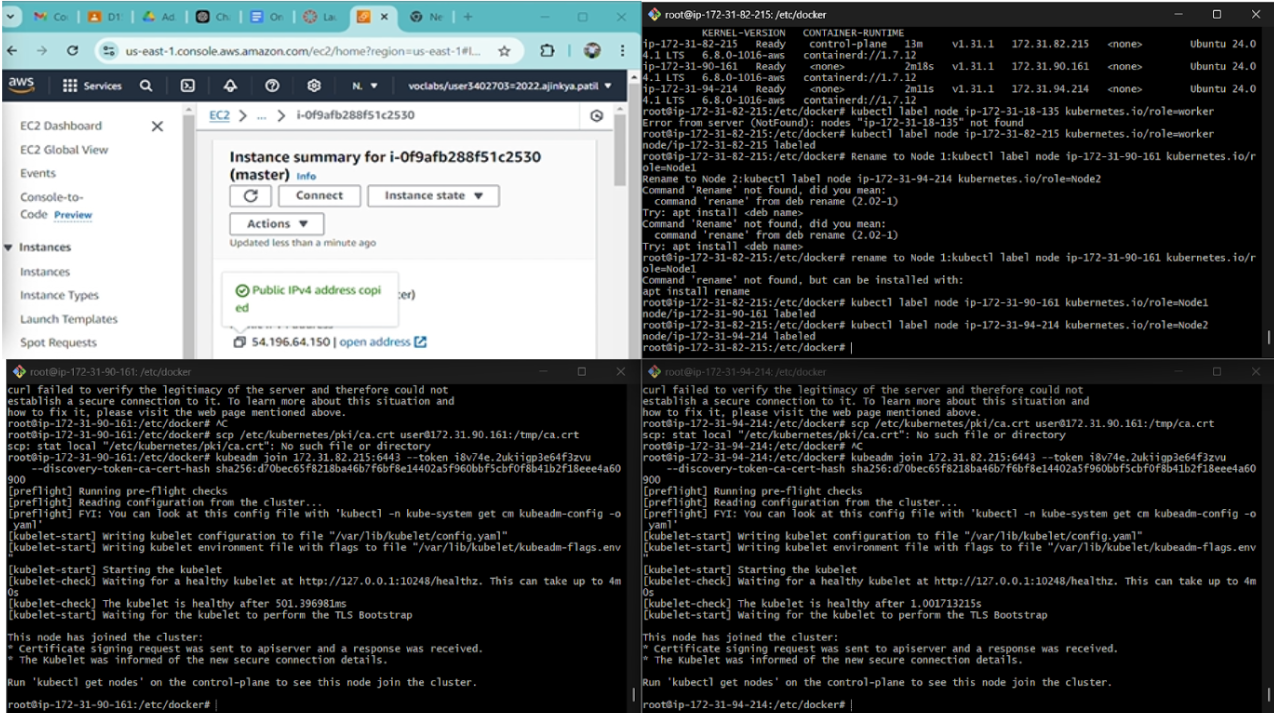 Co
D1
Ad
Ch
On
La
Ne
us-east-1.console.aws.amazon.com/ec2/home?region=us-east-1#I...
aws
Services
N.
voclabs/user3402703=2022.ajinkya.patil
EC2 Dashboard
EC2 Global View
Events
Console-to-
Code Preview
Instances
Instances
Instance Types
Launch Templates
Spot Requests
EC2 > ... > i-0f9afb288f51c2530
Instance summary for i-0f9afb288f51c2530
(master) Info
Connect
Instance state
Actions
Updated less than a minute ago
Public IPv4 address copi
ed
er)
54.196.64.150 | open address
root@ip-172-31-82-215: /etc/docker
KERNEL-VERSION CONTAINER-RUNTIME
ip-172-31-82-215 Ready control-plane 13m v1.31.1 172.31.82.215 <none> Ubuntu 24.0
4.1 LTS 6.8.0-1016-aws containerd://1.7.12
ip-172-31-90-161 Ready <none> 2m18s v1.31.1 172.31.90.161 <none> Ubuntu 24.0
4.1 LTS 6.8.0-1016-aws containerd://1.7.12
ip-172-31-94-214 Ready <none> 2m11s v1.31.1 172.31.94.214 <none> Ubuntu 24.0
4.1 LTS 6.8.0-1016-aws containerd://1.7.12
root@ip-172-31-82-215:/etc/docker# kubectl label node ip-172-31-18-135 kubernetes.io/role=worker
Error from server (NotFound): nodes "ip-172-31-18-135" not found
root@ip-172-31-82-215:/etc/docker# kubectl label node ip-172-31-82-215 kubernetes.io/role=worker
node/ip-172-31-82-215 labeled
root@ip-172-31-82-215:/etc/docker# Rename to Node 1:kubectl label node ip-172-31-90-161 kubernetes.io/r
ole=Node1
Rename to Node 2:kubectl label node ip-172-31-94-214 kubernetes.io/role=Node2
Command 'Rename' not found, did you mean:
command 'rename' from deb rename (2.02-1)
Try: apt install <deb name>
Command 'Rename' not found, did you mean:
command 'rename' from deb rename (2.02-1)
Try: apt install <deb name>
root@ip-172-31-82-215:/etc/docker# rename to Node 1:kubectl label node ip-172-31-90-161 kubernetes.io/r
ole=Node1
Command 'rename' not found, but can be installed with:
apt install rename
root@ip-172-31-82-215:/etc/docker# kubectl label node ip-172-31-90-161 kubernetes.io/role=Node1
node/ip-172-31-90-161 labeled
root@ip-172-31-82-215:/etc/docker# kubectl label node ip-172-31-94-214 kubernetes.io/role=Node2
node/ip-172-31-94-214 labeled
root@ip-172-31-82-215:/etc/docker#
root@ip-172-31-90-161: /etc/docker
curl failed to verify the legitimacy of the server and therefore could not
establish a secure connection to it. To learn more about this situation and
how to fix it, please visit the web page mentioned above.
root@ip-172-31-90-161:/etc/docker# ^C
root@ip-172-31-90-161:/etc/docker# scp /etc/kubernetes/pki/ca.crt user@172.31.90.161:/tmp/ca.crt
scp: stat local "/etc/kubernetes/pki/ca.crt": No such file or directory
root@ip-172-31-90-161:/etc/docker# kubeadm join 172.31.82.215:6443 --token i8v74e.2ukiigp3e64f3zvu
--discovery-token-ca-cert-hash sha256:d70bec65f8218ba46b7f6bf8e14402a5f960bbf5cbf0f8b41b2f18eee4a60
900
[preflight] Running pre-flight checks
[preflight] Reading configuration from the cluster...
[preflight] FYI: You can look at this config file with 'kubectl -n kube-system get cm kubeadm-config -o
yaml'
[kubelet-start] Writing kubelet configuration to file "/var/lib/kubelet/config.yaml"
[kubelet-start] Writing kubelet environment file with flags to file "/var/lib/kubelet/kubeadm-flags.env
"
[kubelet-start] Starting the kubelet
[kubelet-check] Waiting for a healthy kubelet at http://127.0.0.1:10248/healthz. This can take up to 4m
0s
[kubelet-check] The kubelet is healthy after 501.396981ms
[kubelet-start] Waiting for the kubelet to perform the TLS Bootstrap
This node has joined the cluster:
* Certificate signing request was sent to apiserver and a response was received.
* The Kubelet was informed of the new secure connection details.
Run 'kubectl get nodes' on the control-plane to see this node join the cluster.
root@ip-172-31-90-161:/etc/docker#
root@ip-172-31-94-214: /etc/docker
curl failed to verify the legitimacy of the server and therefore could not
establish a secure connection to it. To learn more about this situation and
how to fix it, please visit the web page mentioned above.
root@ip-172-31-94-214:/etc/docker# scp /etc/kubernetes/pki/ca.crt user@172.31.90.161:/tmp/ca.crt
scp: stat local "/etc/kubernetes/pki/ca.crt": No such file or directory
root@ip-172-31-94-214:/etc/docker# ^C
root@ip-172-31-94-214:/etc/docker# kubeadm join 172.31.82.215:6443 --token i8v74e.2ukiigp3e64f3zvu
--discovery-token-ca-cert-hash sha256:d70bec65f8218ba46b7f6bf8e14402a5f960bbf5cbf0f8b41b2f18eee4a60
900
[preflight] Running pre-flight checks
[preflight] Reading configuration from the cluster...
[preflight] FYI: You can look at this config file with 'kubectl -n kube-system get cm kubeadm-config -o
yaml'
[kubelet-start] Writing kubelet configuration to file "/var/lib/kubelet/config.yaml"
[kubelet-start] Writing kubelet environment file with flags to file "/var/lib/kubelet/kubeadm-flags.env
"
[kubelet-start] Starting the kubelet
[kubelet-check] Waiting for a healthy kubelet at http://127.0.0.1:10248/healthz. This can take up to 4m
0s
[kubelet-check] The kubelet is healthy after 1.001713215s
[kubelet-start] Waiting for the kubelet to perform the TLS Bootstrap
This node has joined the cluster:
* Certificate signing request was sent to apiserver and a response was received.
* The Kubelet was informed of the new secure connection details.
Run 'kubectl get nodes' on the control-plane to see this node join the cluster.
root@ip-172-31-94-214:/etc/docker#